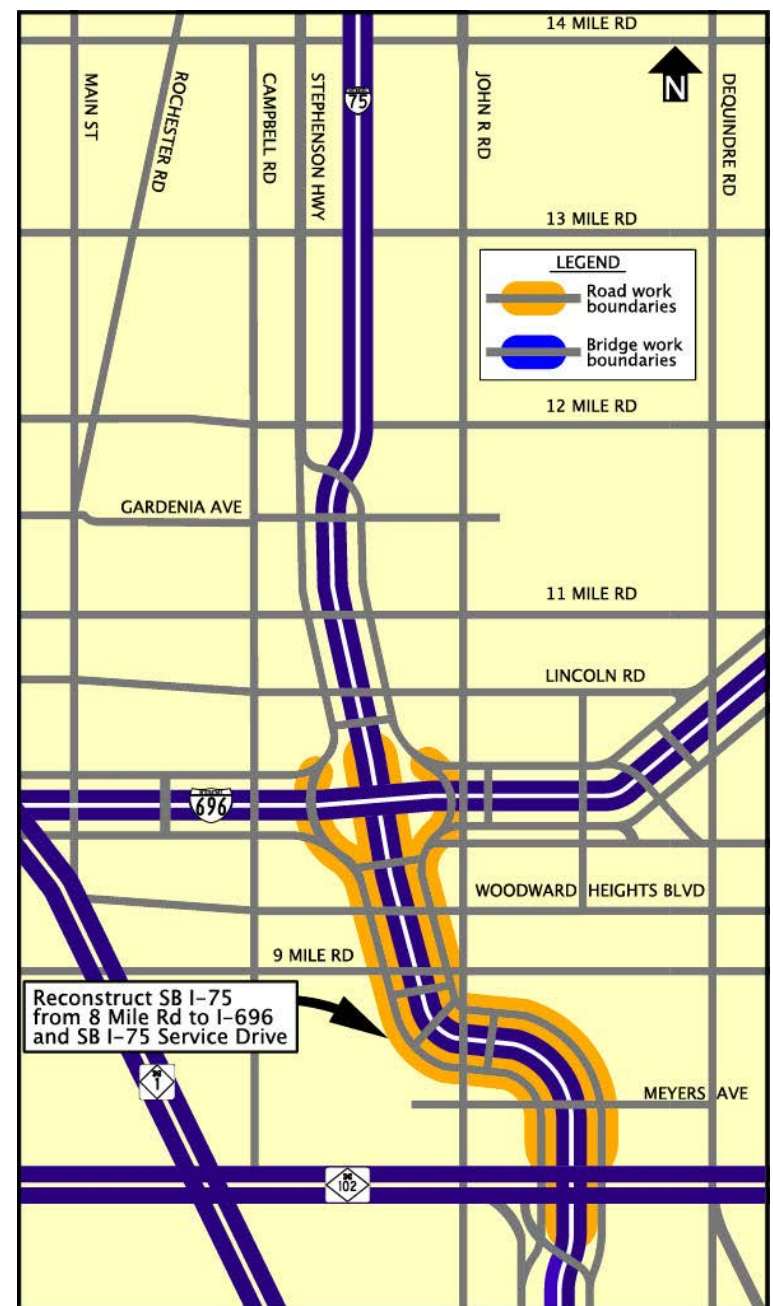 14 MILE RD
N
MAIN ST
ROCHESTER RD
CAMPBELL RD
STEPHENSON HWY
75
JOHN R RD
DEQUINDRE RD
13 MILE RD
LEGEND
Road work
boundaries
Bridge work
boundaries
12 MILE RD
GARDENIA AVE
11 MILE RD
LINCOLN RD
696
WOODWARD HEIGHTS BLVD
9 MILE RD
Reconstruct SB I-75
from 8 Mile Rd to I-696
and SB I-75 Service Drive
M
1
MEYERS AVE
M
102